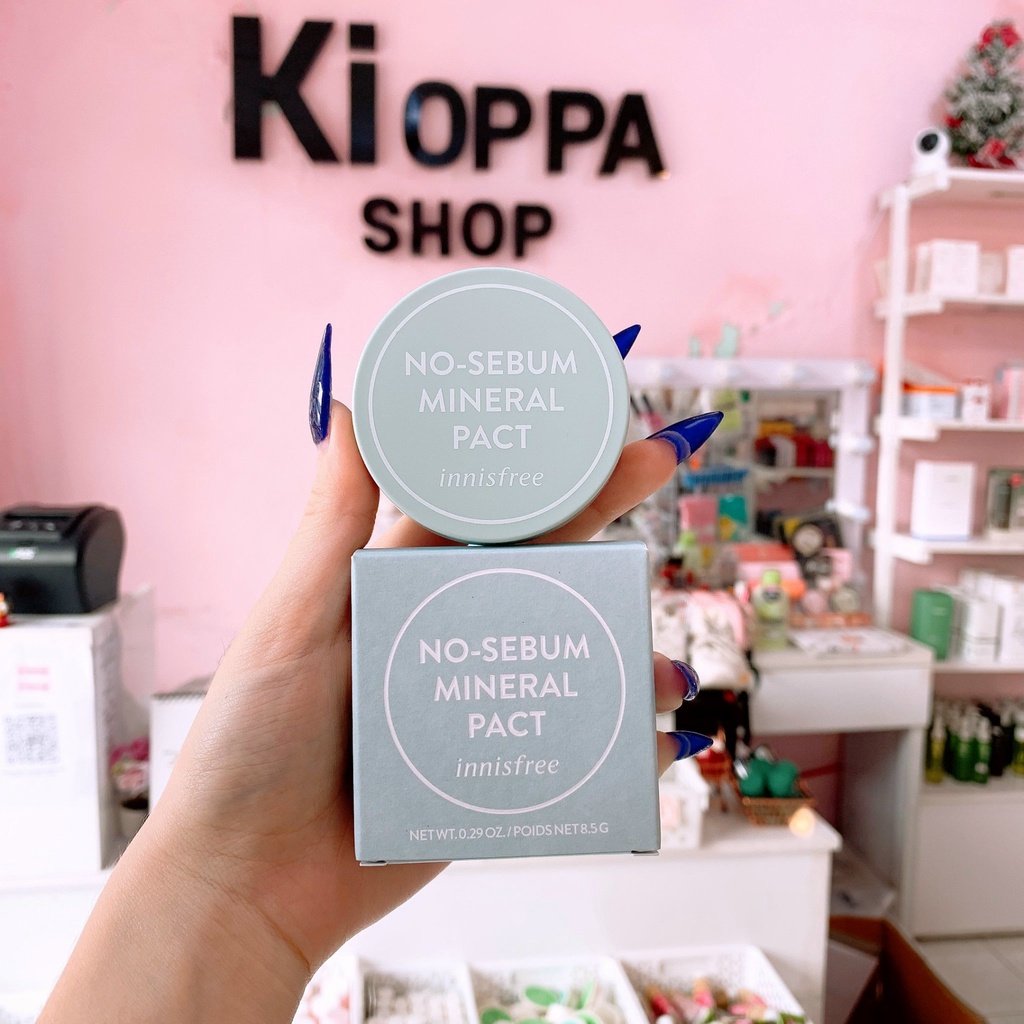 Ki OPPA
SHOP
NO-SEBUM
MINERAL
PACT
innisfree
NO-SEBUM
MINERAL
PACT
innisfree
NET WT. 0.29 OZ. / POIDS NET 8.5 G